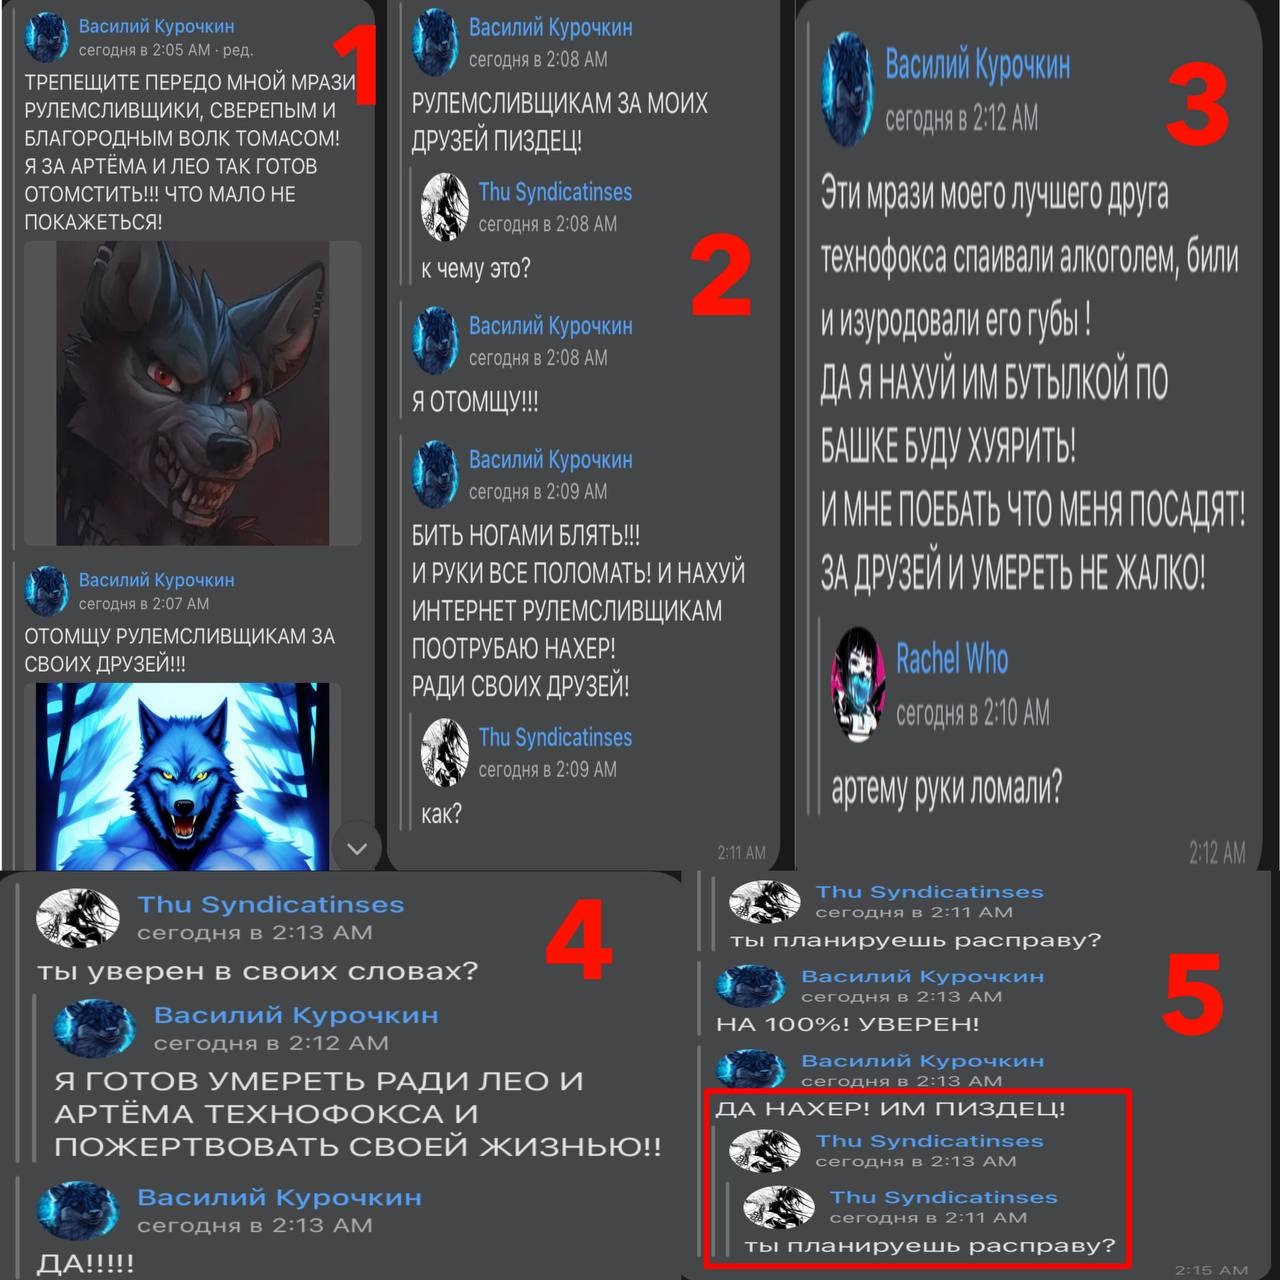 1
Василий Курочкин
сегодня в 2:05 AM · ред.
ТРЕПЕЩИТЕ ПЕРЕДО МНОЙ МРАЗИ
РУЛЕМСЛИВЩИКИ, СВЕРЕПЫМ И
БЛАГОРОДНЫМ ВОЛК ТОМАСОМ!
Я ЗА АРТЁМА И ЛЕО ТАК ГОТОВ
ОТОМСТИТЬ!!! ЧТО МАЛО НЕ
ПОКАЖЕТЬСЯ!
Василий Курочкин
сегодня в 2:07 AM
ОТОМЩУ РУЛЕМСЛИВЩИКАМ ЗА
СВОИХ ДРУЗЕЙ!!!
2
Василий Курочкин
сегодня в 2:08 AM
РУЛЕМСЛИВЩИКАМ ЗА МОИХ
ДРУЗЕЙ ПИЗДЕЦ!
Thu Syndicatinses
сегодня в 2:08 AM
к чему это?
Василий Курочкин
сегодня в 2:08 AM
Я ОТОМЩУ!!!
Василий Курочкин
сегодня в 2:09 AM
БИТЬ НОГАМИ БЛЯТЬ!!!
И РУКИ ВСЕ ПОЛОМАТЬ! И НАХУЙ
ИНТЕРНЕТ РУЛЕМСЛИВЩИКАМ
ПООТРУБАЮ НАХЕР!
РАДИ СВОИХ ДРУЗЕЙ!
Thu Syndicatinses
сегодня в 2:09 AM
как?
2:11 AM
3
Василий Курочкин
сегодня в 2:12 AM
Эти мрази моего лучшего друга
технофокса спаивали алкоголем, били
и изуродовали его губы !
ДА Я НАХУЙ ИМ БУТЫЛКОЙ ПО
БАШКЕ БУДУ ХУЯРИТЬ!
И МНЕ ПОЕБАТЬ ЧТО МЕНЯ ПОСАДЯТ!
ЗА ДРУЗЕЙ И УМЕРЕТЬ НЕ ЖАЛКО!
Rachel Who
сегодня в 2:10 AM
артему руки ломали?
2:12 AM
4
Thu Syndicatinses
сегодня в 2:13 AM
ты уверен в своих словах?
Василий Курочкин
сегодня в 2:12 AM
Я ГОТОВ УМЕРЕТЬ РАДИ ЛЕО И
АРТЁМА ТЕХНОФОКСА И
ПОЖЕРТВОВАТЬ СВОЕЙ ЖИЗНЬЮ!!
Василий Курочкин
сегодня в 2:13 AM
ДА!!!!!
5
Thu Syndicatinses
сегодня в 2:11 AM
ты планируешь расправу?
Василий Курочкин
сегодня в 2:13 AM
НА 100%! УВЕРЕН!
Василий Курочкин
сегодня в 2:13 AM
ДА НАХЕР! ИМ ПИЗДЕЦ!
Thu Syndicatinses
сегодня в 2:13 AM
Thu Syndicatinses
сегодня в 2:11 AM
ты планируешь расправу?
2:15 AM